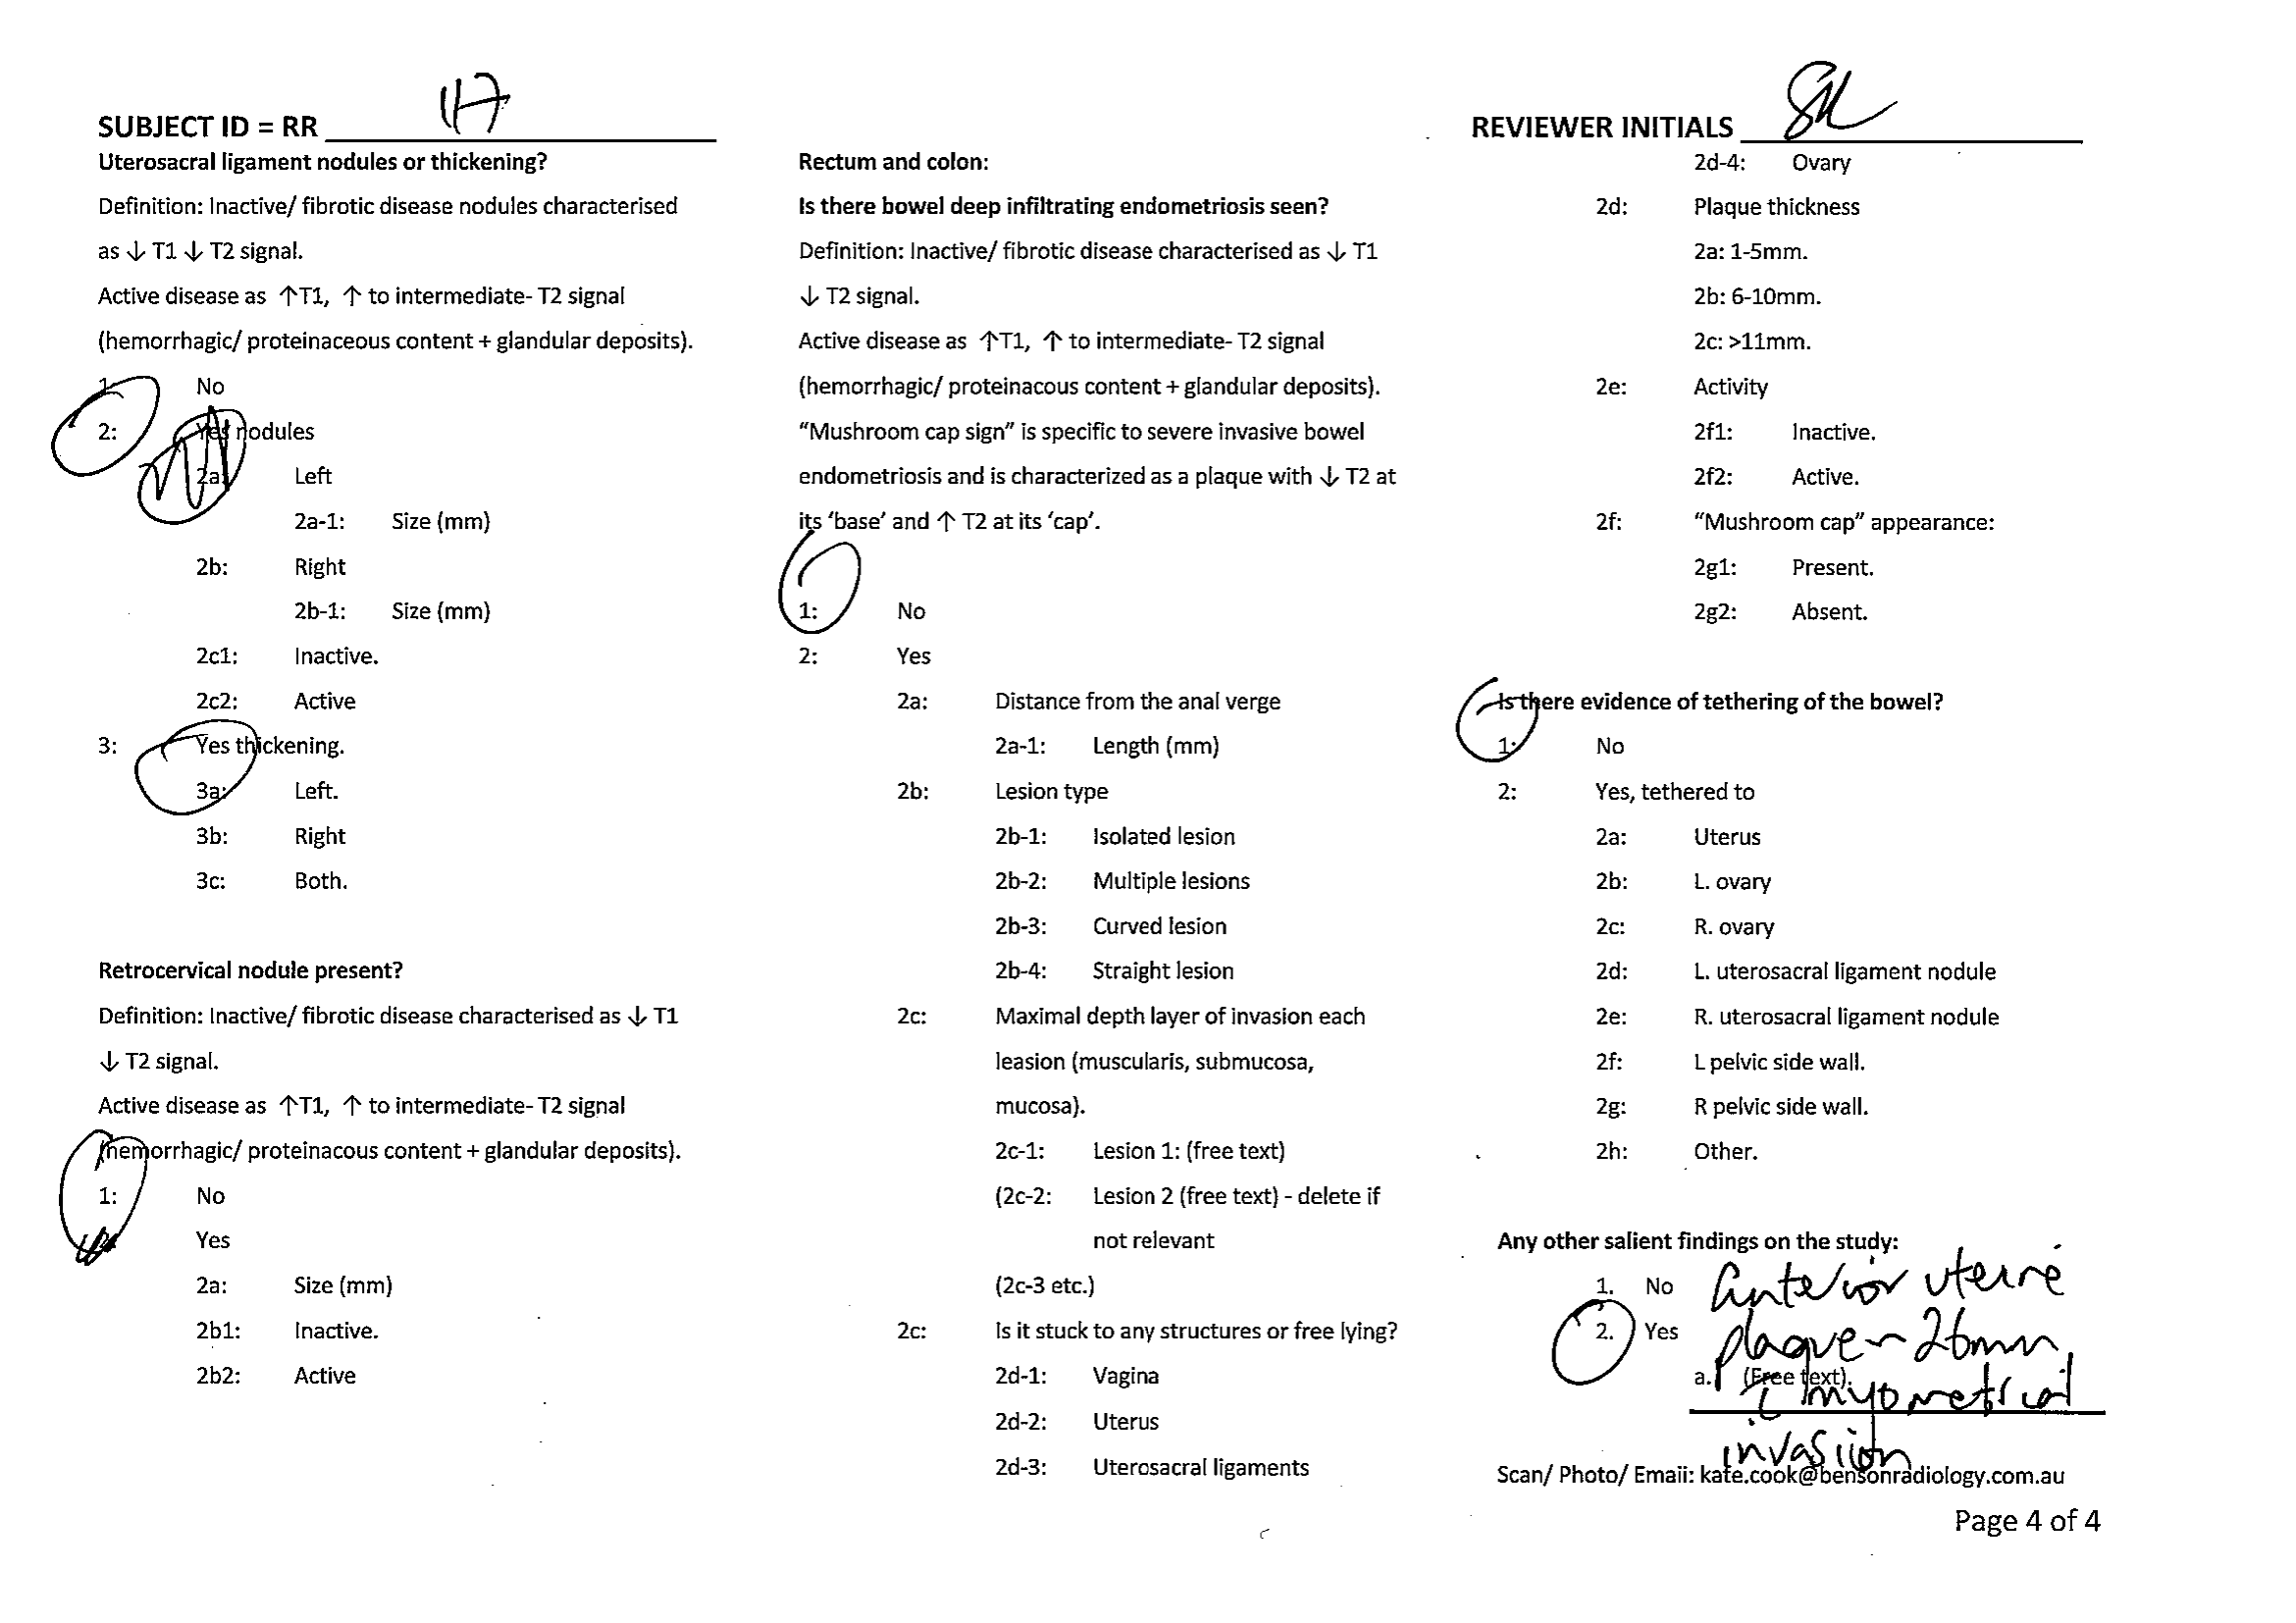 SUBJECT ID = RR 117
Uterosacral ligament nodules or thickening?
Definition: Inactive/ fibrotic disease nodules characterised
as ↓ T1 ↓ T2 signal.
Active disease as ↑T1, ↑ to intermediate- T2 signal
(hemorrhagic/ proteinaceous content + glandular deposits).
1: No
2: Yes nodules
2a: Left
2a-1: Size (mm)
2b: Right
2b-1: Size (mm)
2c1: Inactive.
2c2: Active
3: Yes thickening.
3a: Left.
3b: Right
3c: Both.
Retrocervical nodule present?
Definition: Inactive/ fibrotic disease characterised as ↓ T1
↓ T2 signal.
Active disease as ↑T1, ↑ to intermediate- T2 signal
(hemorrhagic/ proteinacous content + glandular deposits).
1: No
Yes
2a: Size (mm)
2b1: Inactive.
2b2: Active
Rectum and colon:
Is there bowel deep infiltrating endometriosis seen?
Definition: Inactive/ fibrotic disease characterised as ↓ T1
↓ T2 signal.
Active disease as ↑T1, ↑ to intermediate- T2 signal
(hemorrhagic/ proteinacous content + glandular deposits).
“Mushroom cap sign” is specific to severe invasive bowel
endometriosis and is characterized as a plaque with ↓ T2 at
its ‘base’ and ↑ T2 at its ‘cap’.
1: No
2: Yes
2a: Distance from the anal verge
2a-1: Length (mm)
2b: Lesion type
2b-1: Isolated lesion
2b-2: Multiple lesions
2b-3: Curved lesion
2b-4: Straight lesion
2c: Maximal depth layer of invasion each
leasion (muscularis, submucosa,
mucosa).
2c-1: Lesion 1: (free text)
(2c-2: Lesion 2 (free text) - delete if
not relevant
(2c-3 etc.)
2c: Is it stuck to any structures or free lying?
2d-1: Vagina
2d-2: Uterus
2d-3: Uterosacral ligaments
REVIEWER INITIALS
2d-4: Ovary
2d: Plaque thickness
2a: 1-5mm.
2b: 6-10mm.
2c: >11mm.
2e: Activity
2f1: Inactive.
2f2: Active.
2f: “Mushroom cap” appearance:
2g1: Present.
2g2: Absent.
Is there evidence of tethering of the bowel?
1: No
2: Yes, tethered to
2a: Uterus
2b: L. ovary
2c: R. ovary
2d: L. uterosacral ligament nodule
2e: R. uterosacral ligament nodule
2f: L pelvic side wall.
2g: R pelvic side wall.
2h: Other.
Any other salient findings on the study:
1. No
2. Yes
a. (Free text).
Anterior uterine
plaque ~ 26mm
c̄ myometrial
invasiion
Scan/ Photo/ Email: kate.cook@bensonradiology.com.au
Page 4 of 4